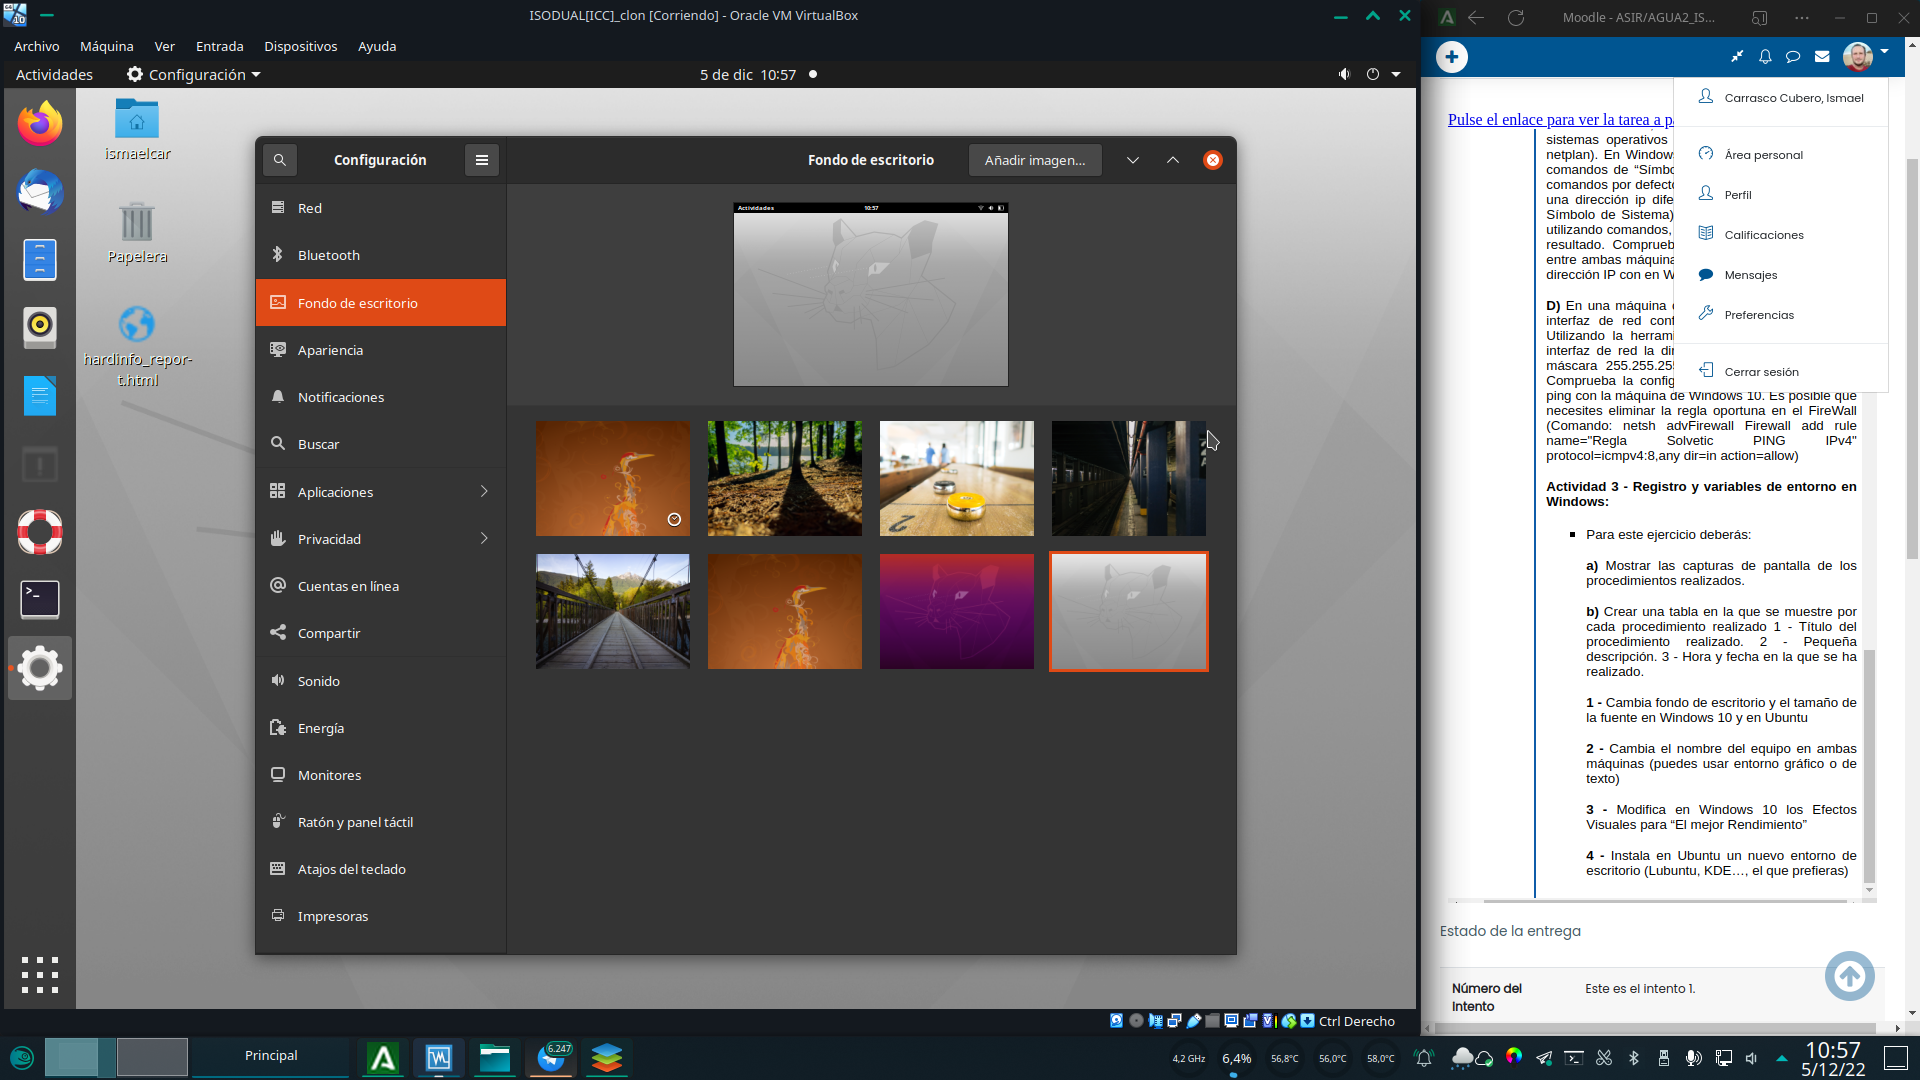 ISODUAL[ICC]_clon [Corriendo] - Oracle VM VirtualBox
Archivo Máquina Ver Entrada Dispositivos Ayuda
Actividades Configuración 5 de dic 10:57
ismaelcar
Papelera
hardinfo_repor-
t.html
Configuración
Fondo de escritorio
Añadir imagen...
Red
Bluetooth
Fondo de escritorio
Apariencia
Notificaciones
Buscar
Aplicaciones
Privacidad
Cuentas en línea
Compartir
Sonido
Energía
Monitores
Ratón y panel táctil
Atajos del teclado
Impresoras
Actividades 10:57
Ctrl Derecho
Moodle - ASIR/AGUA2_IS...
Carrasco Cubero, Ismael
Área personal
Perfil
Calificaciones
Mensajes
Preferencias
Cerrar sesión
Pulse el enlace para ver la tarea a p
sistemas operativos
netplan). En Window
comandos de “Símbo
comandos por defecto
una dirección ip dife
Símbolo de Sistema)
utilizando comandos,
resultado. Comprueb
entre ambas máquina
dirección IP con en W
D) En una máquina
interfaz de red conf
Utilizando la herram
interfaz de red la dir
máscara 255.255.255
Comprueba la config
ping con la máquina de Windows 10. Es posible que
necesites eliminar la regla oportuna en el FireWall
(Comando: netsh advFirewall Firewall add rule
name="Regla Solvetic PING IPv4"
protocol=icmpv4:8,any dir=in action=allow)
Actividad 3 - Registro y variables de entorno en
Windows:
Para este ejercicio deberás:
a) Mostrar las capturas de pantalla de los
procedimientos realizados.
b) Crear una tabla en la que se muestre por
cada procedimiento realizado 1 - Título del
procedimiento realizado. 2 - Pequeña
descripción. 3 - Hora y fecha en la que se ha
realizado.
1 - Cambia fondo de escritorio y el tamaño de
la fuente en Windows 10 y en Ubuntu
2 - Cambia el nombre del equipo en ambas
máquinas (puedes usar entorno gráfico o de
texto)
3 - Modifica en Windows 10 los Efectos
Visuales para “El mejor Rendimiento”
4 - Instala en Ubuntu un nuevo entorno de
escritorio (Lubuntu, KDE…, el que prefieras)
Estado de la entrega
Número del
intento
Este es el intento 1.
Principal
6.247
4,2 GHz 6,4% 56,8°C 56,0°C 58,0°C
10:57
5/12/22